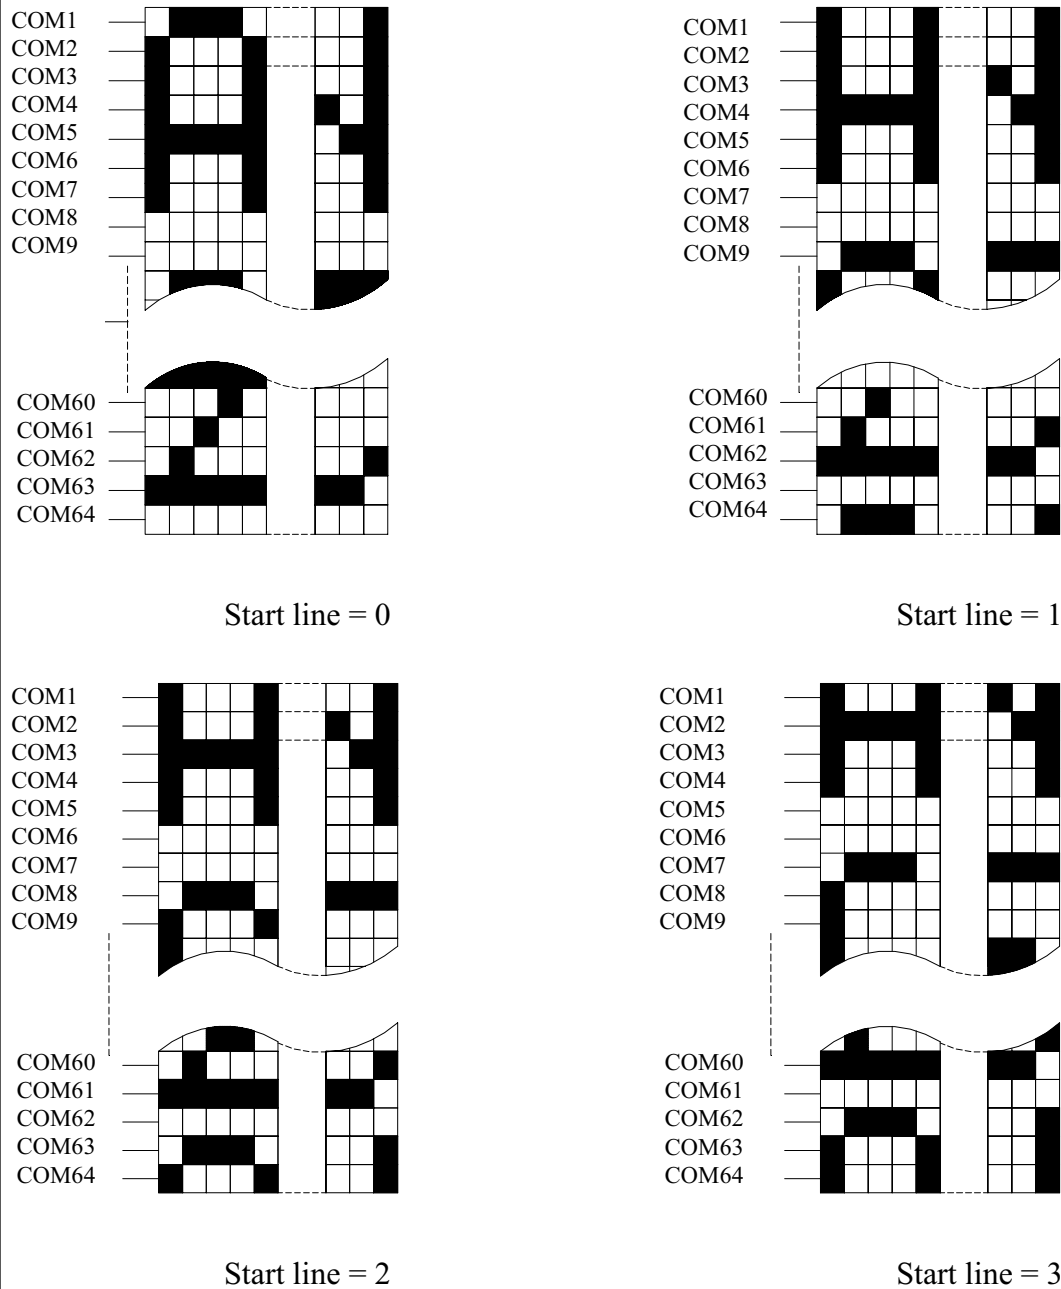 COM1
COM2
COM3
COM4
COM5
COM6
COM7
COM8
COM9
COM60
COM61
COM62
COM63
COM64
Start line = 0
COM1
COM2
COM3
COM4
COM5
COM6
COM7
COM8
COM9
COM60
COM61
COM62
COM63
COM64
Start line = 1
COM1
COM2
COM3
COM4
COM5
COM6
COM7
COM8
COM9
COM60
COM61
COM62
COM63
COM64
Start line = 2
COM1
COM2
COM3
COM4
COM5
COM6
COM7
COM8
COM9
COM60
COM61
COM62
COM63
COM64
Start line = 3